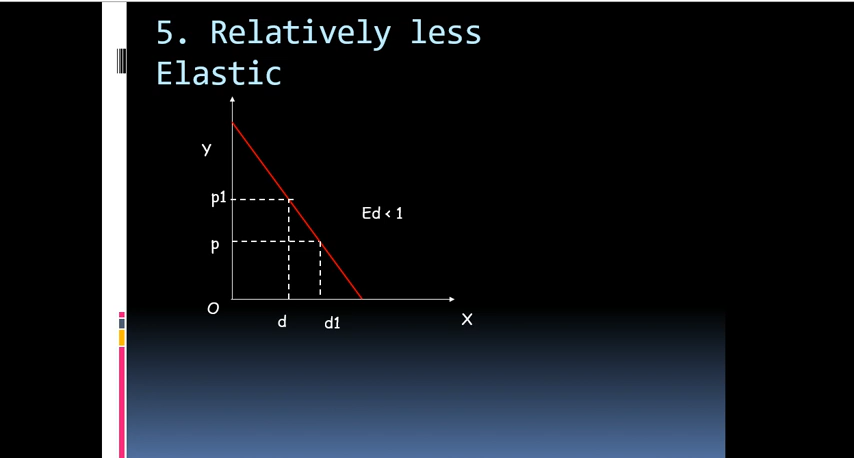 5. Relatively less
Elastic
Y
p1
Ed < 1
p
O
d
d1
X